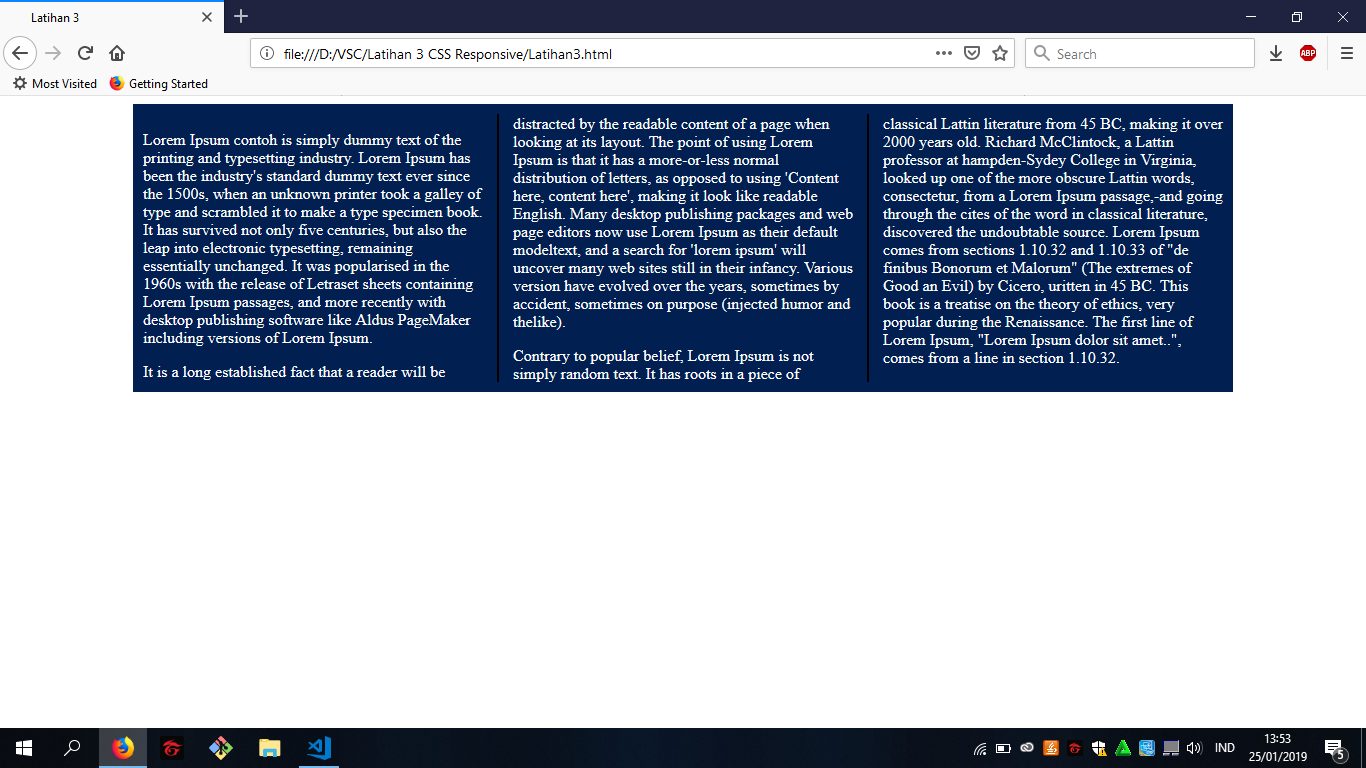 Latihan 3
file:///D:/VSC/Latihan 3 CSS Responsive/Latihan3.html
Search
ABP
Most Visited
Getting Started
Lorem Ipsum contoh is simply dummy text of the
printing and typesetting industry. Lorem Ipsum has
been the industry's standard dummy text ever since
the 1500s, when an unknown printer took a galley of
type and scrambled it to make a type specimen book.
It has survived not only five centuries, but also the
leap into electronic typesetting, remaining
essentially unchanged. It was popularised in the
1960s with the release of Letraset sheets containing
Lorem Ipsum passages, and more recently with
desktop publishing software like Aldus PageMaker
including versions of Lorem Ipsum.
It is a long established fact that a reader will be
distracted by the readable content of a page when
looking at its layout. The point of using Lorem
Ipsum is that it has a more-or-less normal
distribution of letters, as opposed to using 'Content
here, content here', making it look like readable
English. Many desktop publishing packages and web
page editors now use Lorem Ipsum as their default
modeltext, and a search for 'lorem ipsum' will
uncover many web sites still in their infancy. Various
version have evolved over the years, sometimes by
accident, sometimes on purpose (injected humor and
thelike).
Contrary to popular belief, Lorem Ipsum is not
simply random text. It has roots in a piece of
classical Lattin literature from 45 BC, making it over
2000 years old. Richard McClintock, a Lattin
professor at hampden-Sydey College in Virginia,
looked up one of the more obscure Lattin words,
consectetur, from a Lorem Ipsum passage,-and going
through the cites of the word in classical literature,
discovered the undoubtable source. Lorem Ipsum
comes from sections 1.10.32 and 1.10.33 of "de
finibus Bonorum et Malorum" (The extremes of
Good an Evil) by Cicero, uritten in 45 BC. This
book is a treatise on the theory of ethics, very
popular during the Renaissance. The first line of
Lorem Ipsum, "Lorem Ipsum dolor sit amet..",
comes from a line in section 1.10.32.
IND
13:53
25/01/2019
5